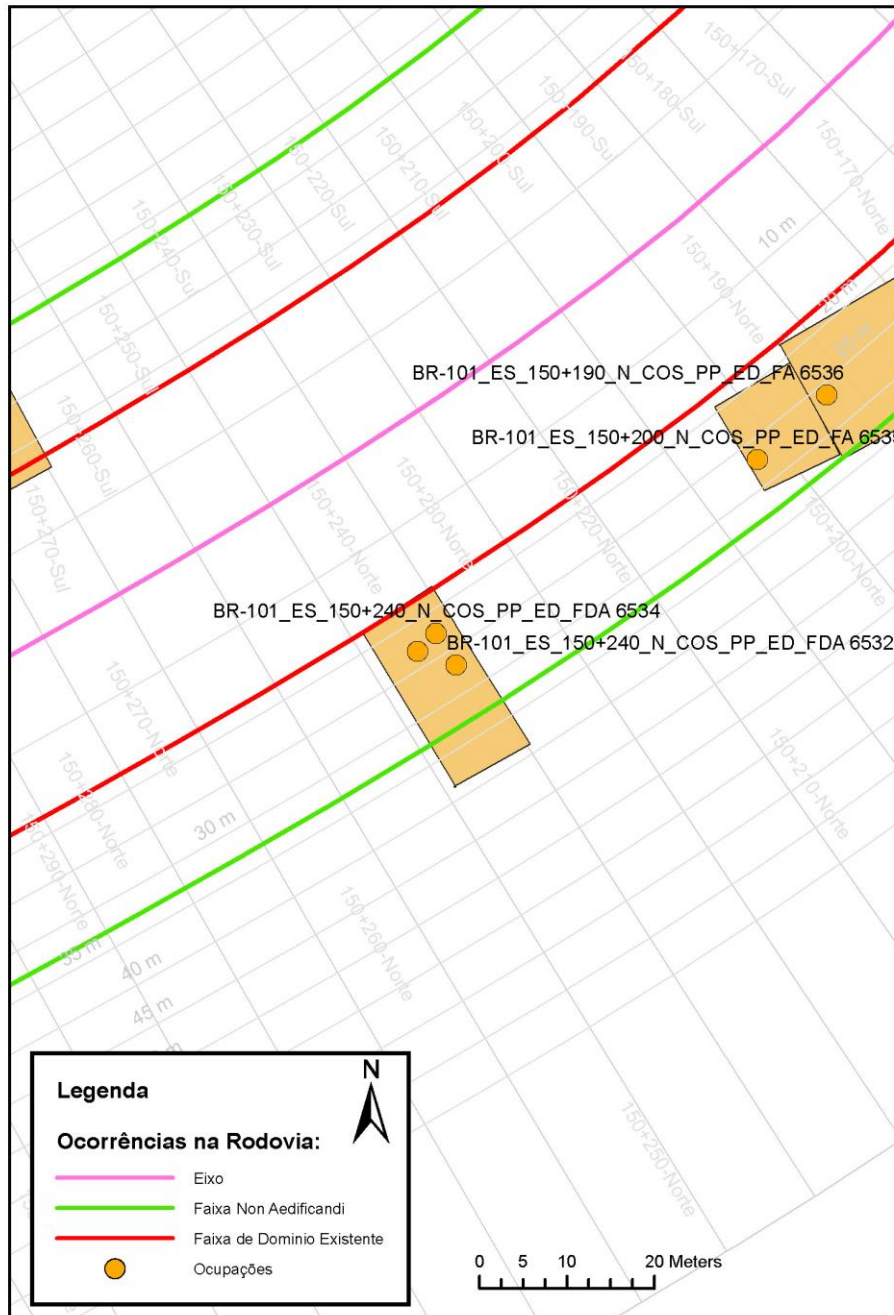 150+170-Sul
150+180-Sul
150+190-Sul
150+200-Sul
150+210-Sul
150+220-Sul
150+230-Sul
150+240-Sul
150+250-Sul
150+260-Sul
150+270-Sul
150+170-Norte
10 m
150+190-Norte
BR-101_ES_150+190_N_COS_PP_ED_FA 6536
BR-101_ES_150+200_N_COS_PP_ED_FA 653
150+240-Norte
150+220-Norte
150+200-Norte
BR-101_ES_150+240_N_COS_PP_ED_FDA 6534
BR-101_ES_150+240_N_COS_PP_ED_FDA 6532
150+270-Norte
150+210-Norte
30 m
150+290-Norte
35 m
40 m
45 m
150+260-Norte
150+250-Norte
N
Legenda
Ocorrências na Rodovia:
Eixo
Faixa Non Aedificandi
Faixa de Dominio Existente
Ocupações
0 5 10 20 Meters